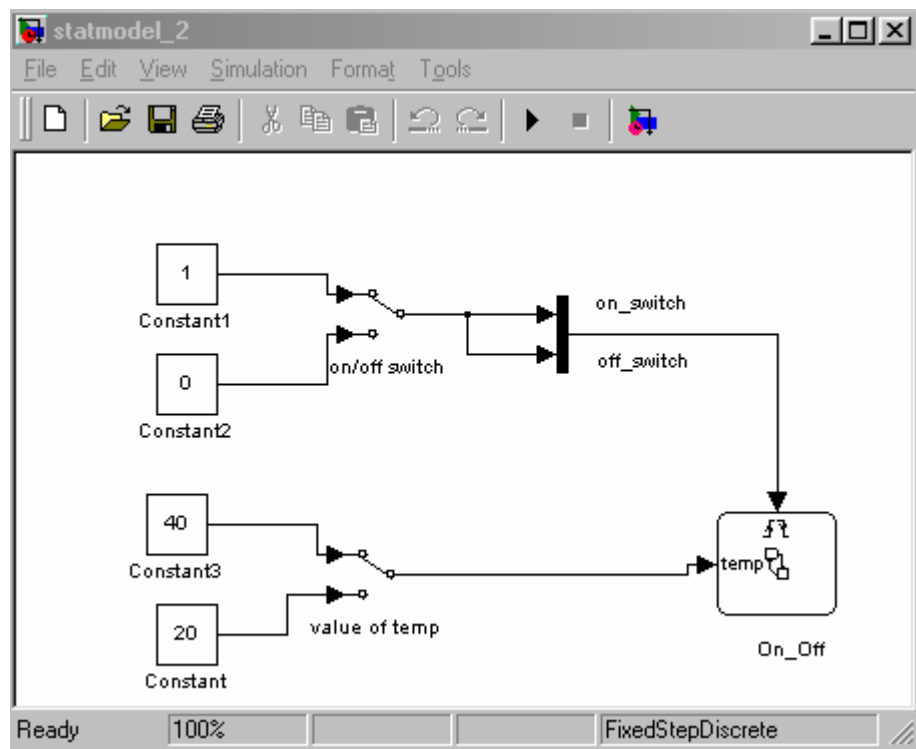 statmodel_2
File Edit View Simulation Format Tools
1
Constant1
on_switch
on/off switch
off_switch
0
Constant2
40
Constant3
temp
20
value of temp
On_Off
Constant
Ready 100% FixedStepDiscrete